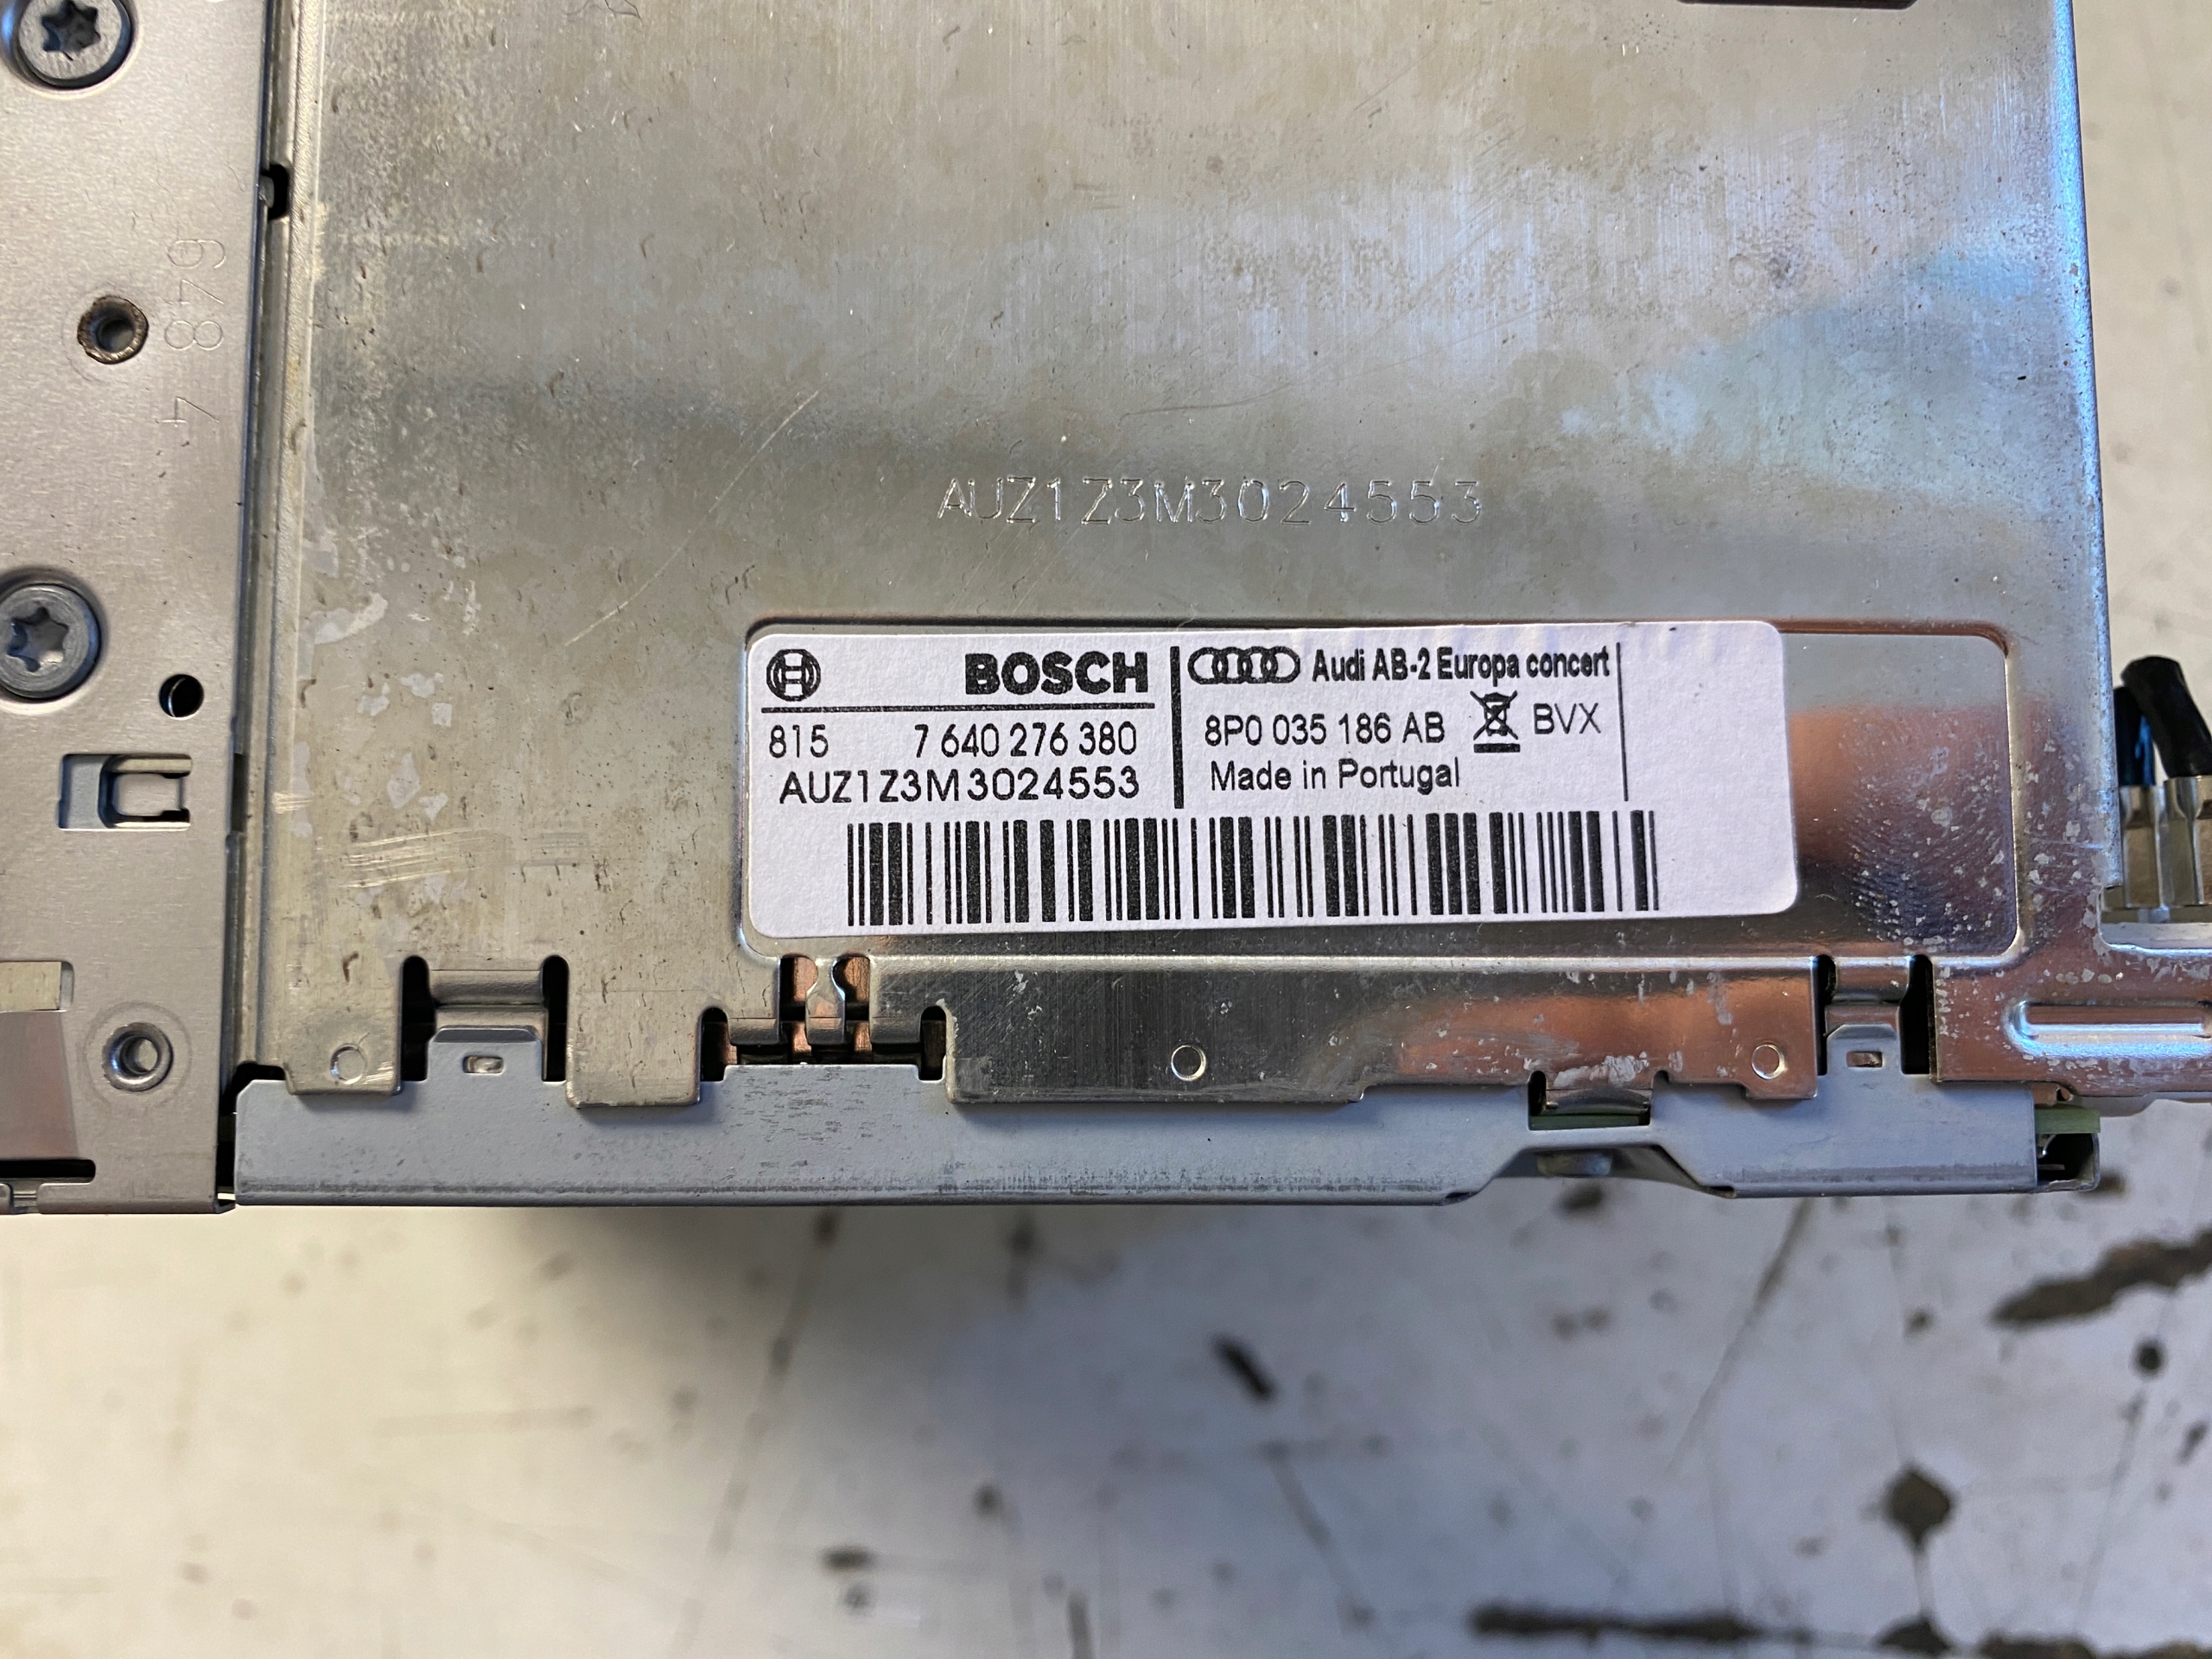 4 879
AUZ1Z3M3024553
BOSCH
815 7 640 276 380
AUZ1Z3M3024553
Audi AB-2 Europa concert
8P0 035 186 AB BVX
Made in Portugal